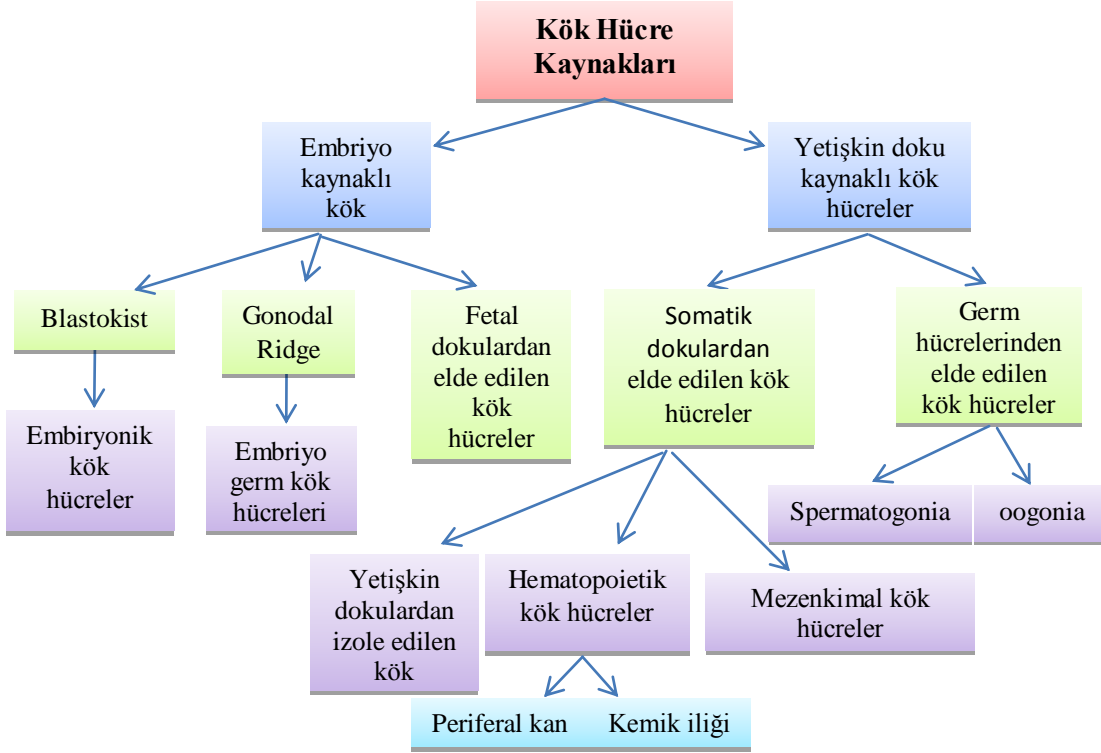 Kök Hücre
Kaynakları
Embriyo
kaynaklı
kök
Yetişkin doku
kaynaklı kök
hücreler
Blastokist
Gonodal
Ridge
Fetal
dokulardan
elde edilen
kök
hücreler
Somatik
dokulardan
elde edilen kök
hücreler
Germ
hücrelerinden
elde edilen
kök hücreler
Embiryonik
kök
hücreler
Embriyo
germ kök
hücreleri
Spermatogonia
oogonia
Yetişkin
dokulardan
izole edilen
kök
Hematopoietik
kök hücreler
Mezenkimal kök
hücreler
Periferal kan Kemik iliği